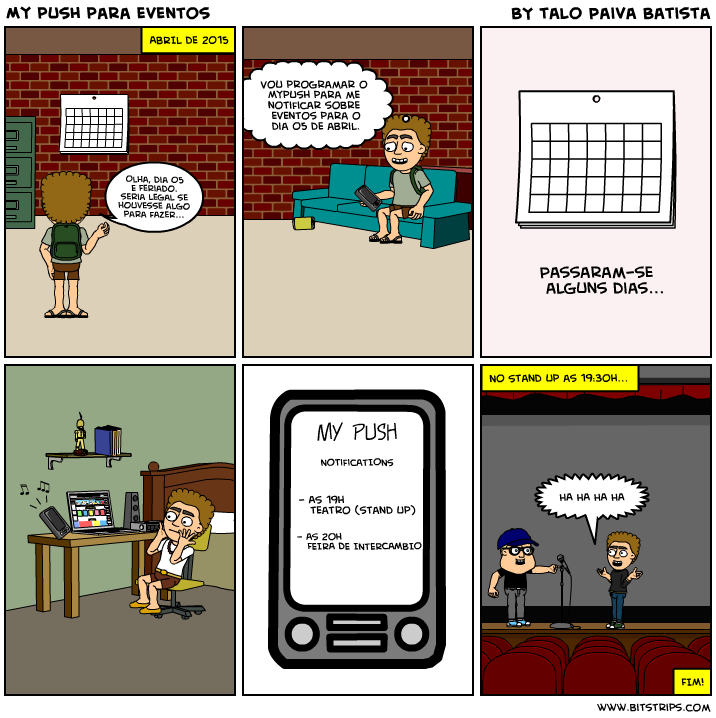 MY PUSH PARA EVENTOS
BY TALO PAIVA BATISTA
ABRIL DE 2015
OLHA, DIA 05
E FERIADO.
SERIA LEGAL SE
HOUVESSE ALGO
PARA FAZER...
VOU PROGRAMAR O
MYPUSH PARA ME
NOTIFICAR SOBRE
EVENTOS PARA O
DIA 05 DE ABRIL.
PASSARAM-SE
ALGUNS DIAS...
MY PUSH
NOTIFICATIONS
- AS 19H
TEATRO (STAND UP)
- AS 20H
FEIRA DE INTERCAMBIO
NO STAND UP AS 19:30H...
HA HA HA HA
FIM!
WWW.BITSTRIPS.COM